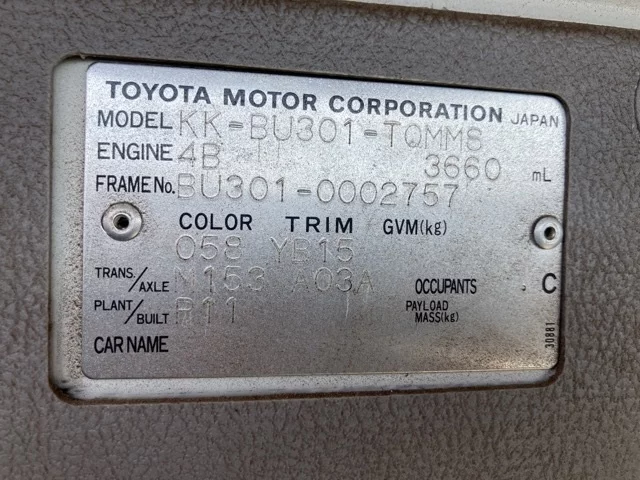 TOYOTA MOTOR CORPORATION JAPAN
MODEL KK-BU301-TQMMS
ENGINE 4B 3660 mL
FRAME No. BU301-0002757
COLOR TRIM GVM(kg)
058 YB15
TRANS./AXLE M153 A03A OCCUPANTS C
PLANT/BUILT R11 PAYLOAD MASS(kg)
CAR NAME
30881